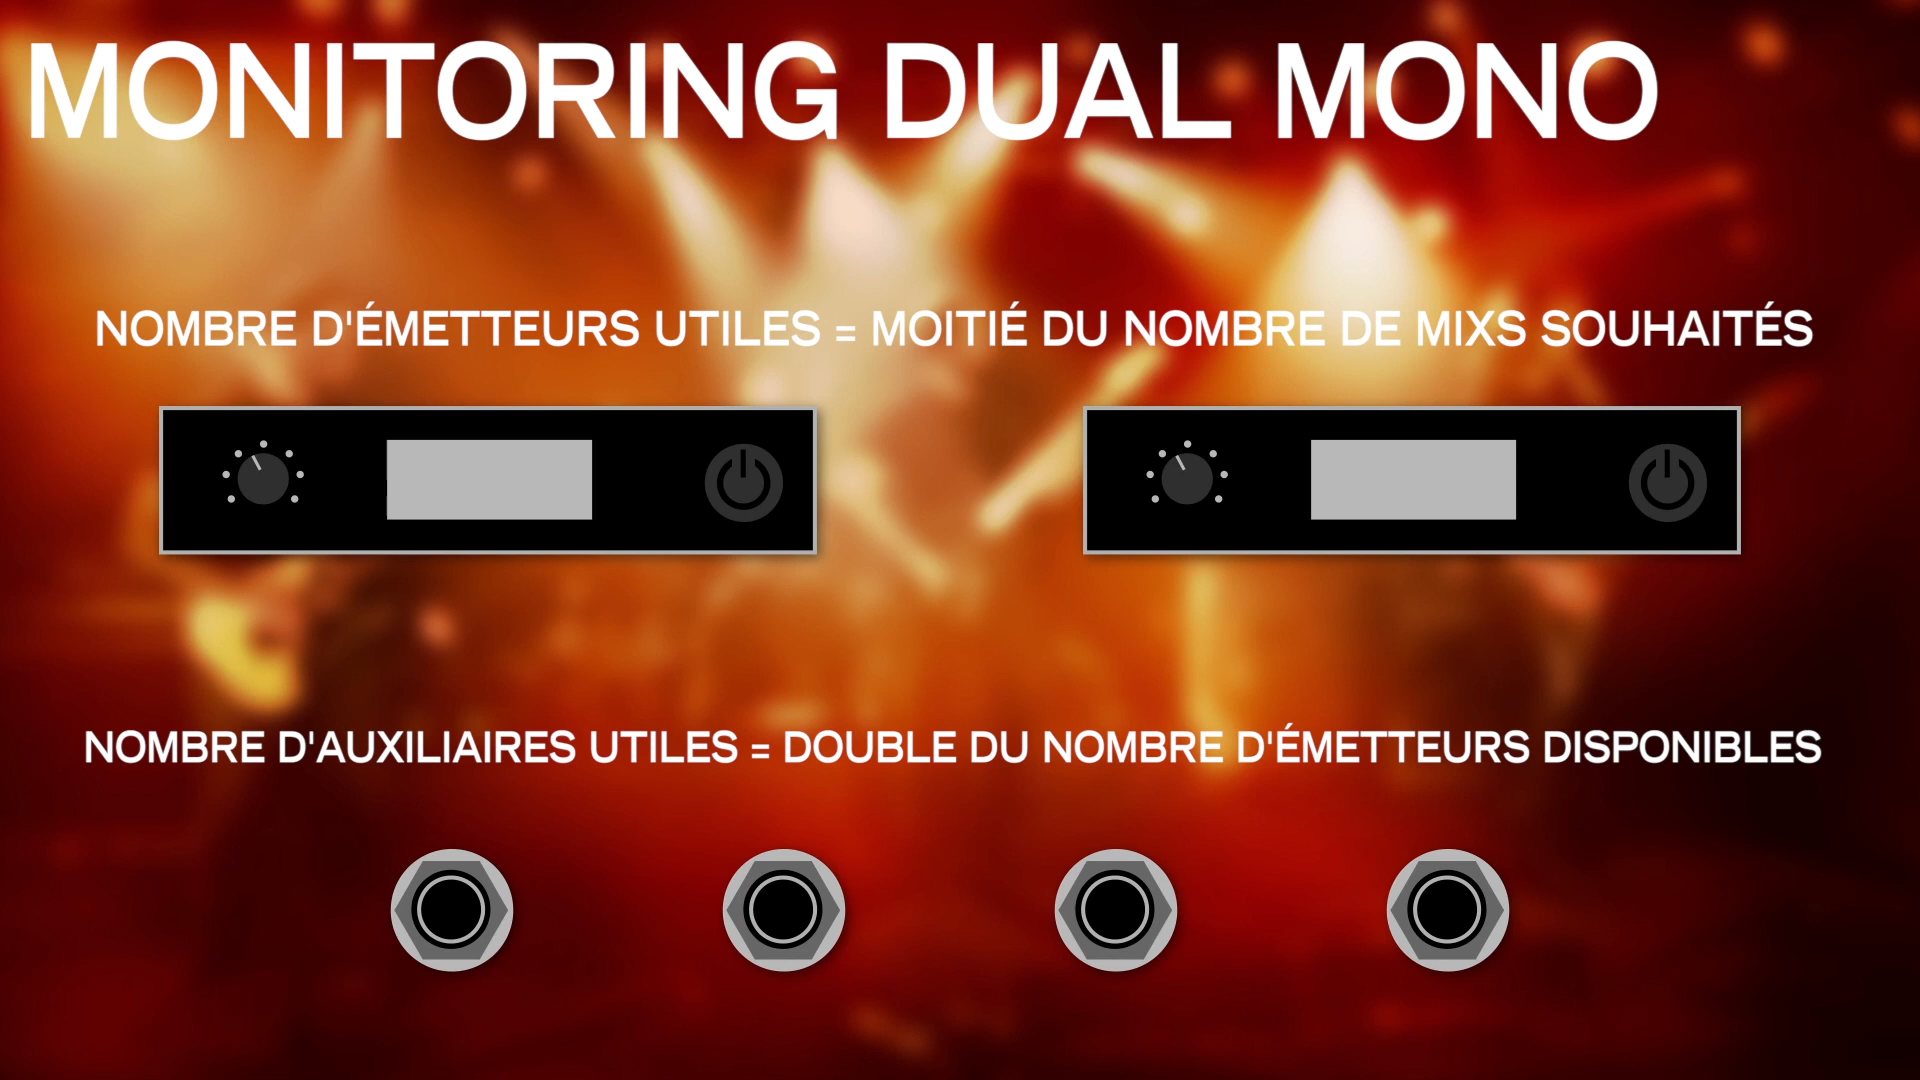 MONITORING DUAL MONO
NOMBRE D'ÉMETTEURS UTILES = MOITIÉ DU NOMBRE DE MIXS SOUHAITÉS
NOMBRE D'AUXILIAIRES UTILES = DOUBLE DU NOMBRE D'ÉMETTEURS DISPONIBLES